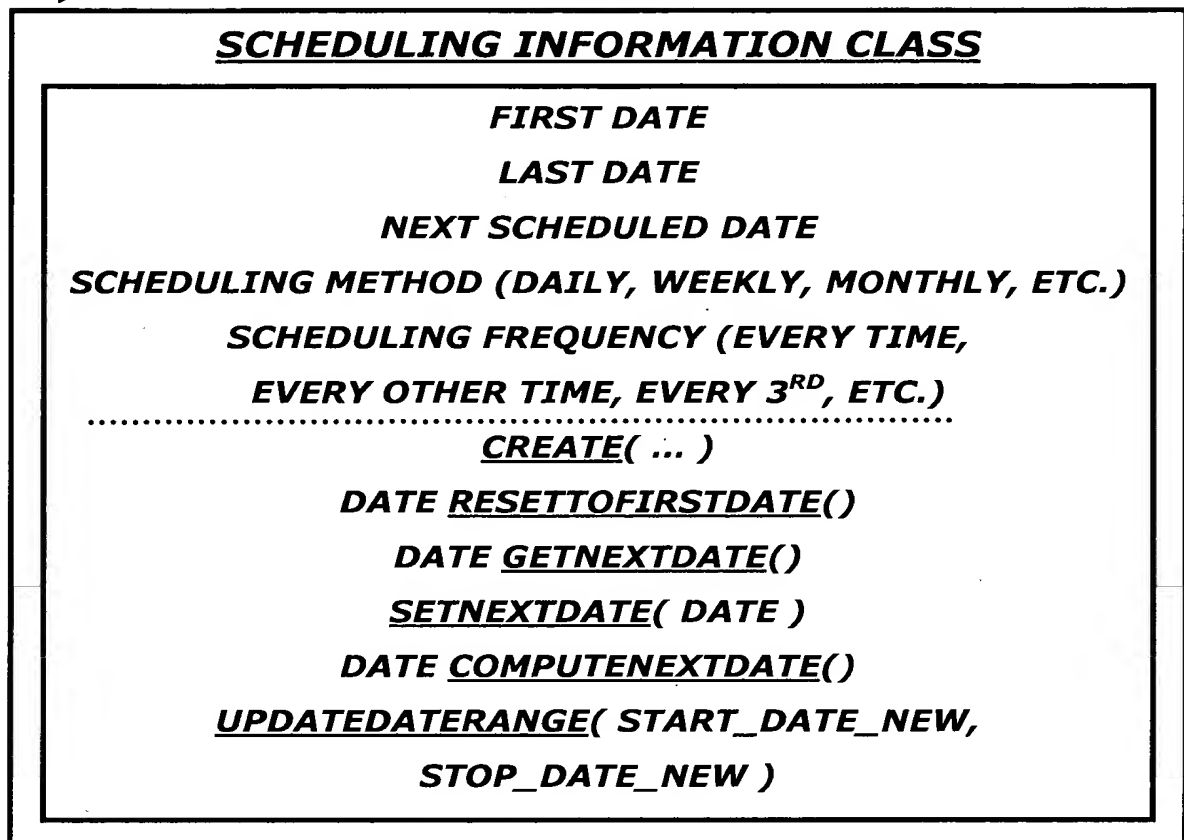 SCHEDULING INFORMATION CLASS
FIRST DATE
LAST DATE
NEXT SCHEDULED DATE
SCHEDULING METHOD (DAILY, WEEKLY, MONTHLY, ETC.)
SCHEDULING FREQUENCY (EVERY TIME,
EVERY OTHER TIME, EVERY 3RD, ETC.)
CREATE( ... )
DATE RESETTOFIRSTDATE()
DATE GETNEXTDATE()
SETNEXTDATE( DATE )
DATE COMPUTENEXTDATE()
UPDATEDATERANGE( START_DATE_NEW,
STOP_DATE_NEW )